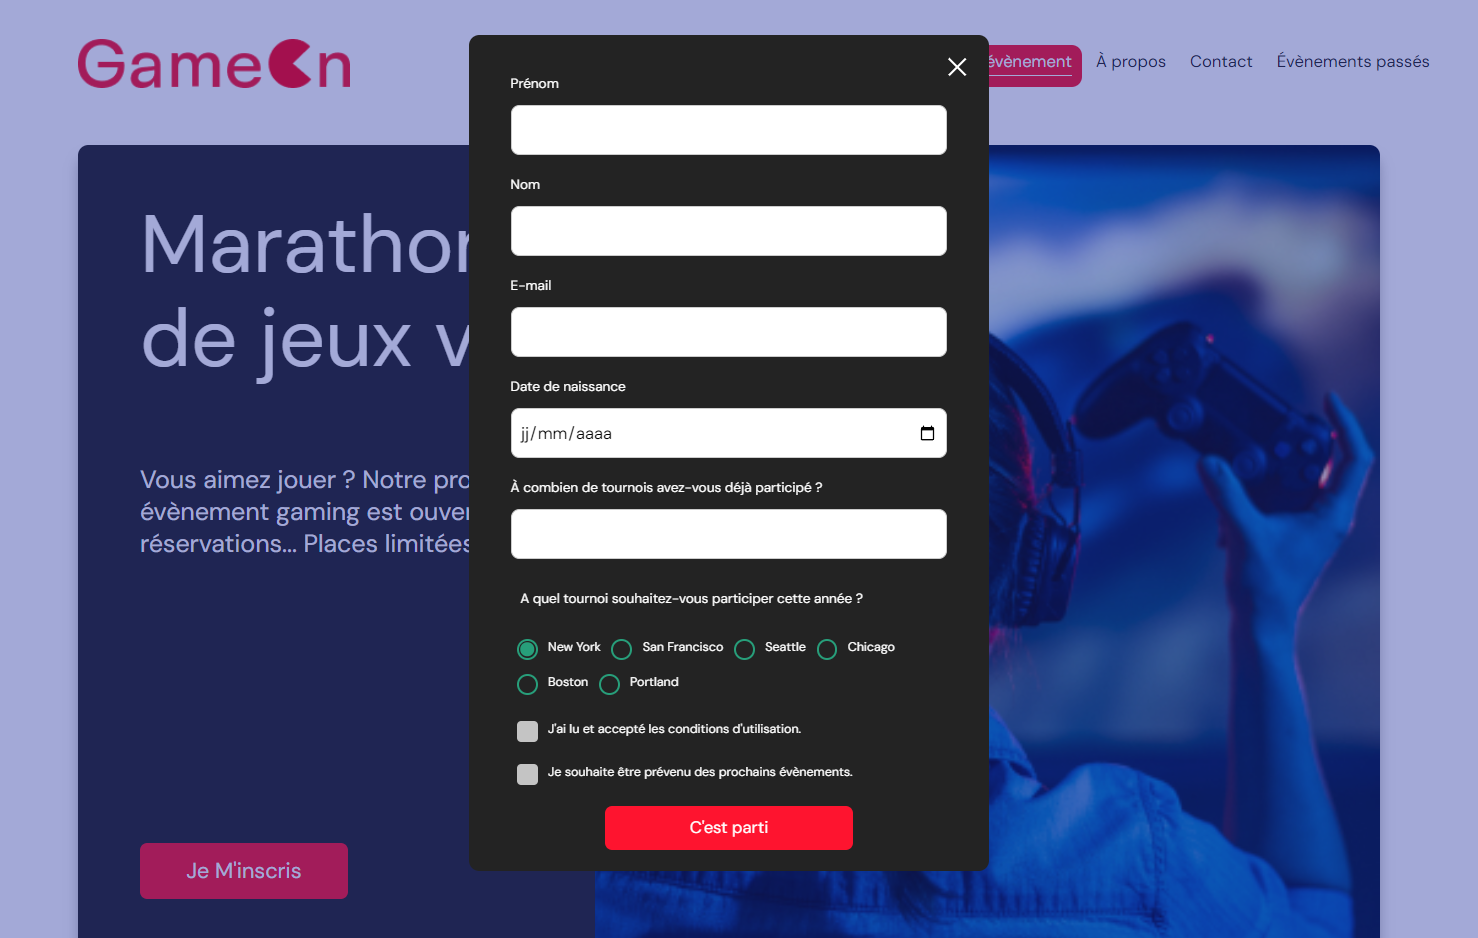 GameOn
évènement
À propos
Contact
Évènements passés
Marathon
de jeux v
Vous aimez jouer ? Notre pro
évènement gaming est ouver
réservations... Places limitées
Je M'inscris
Prénom
Nom
E-mail
Date de naissance
jj/mm/aaaa
À combien de tournois avez-vous déjà participé ?
A quel tournoi souhaitez-vous participer cette année ?
New York San Francisco Seattle Chicago
Boston Portland
J'ai lu et accepté les conditions d'utilisation.
Je souhaite être prévenu des prochains évènements.
C'est parti